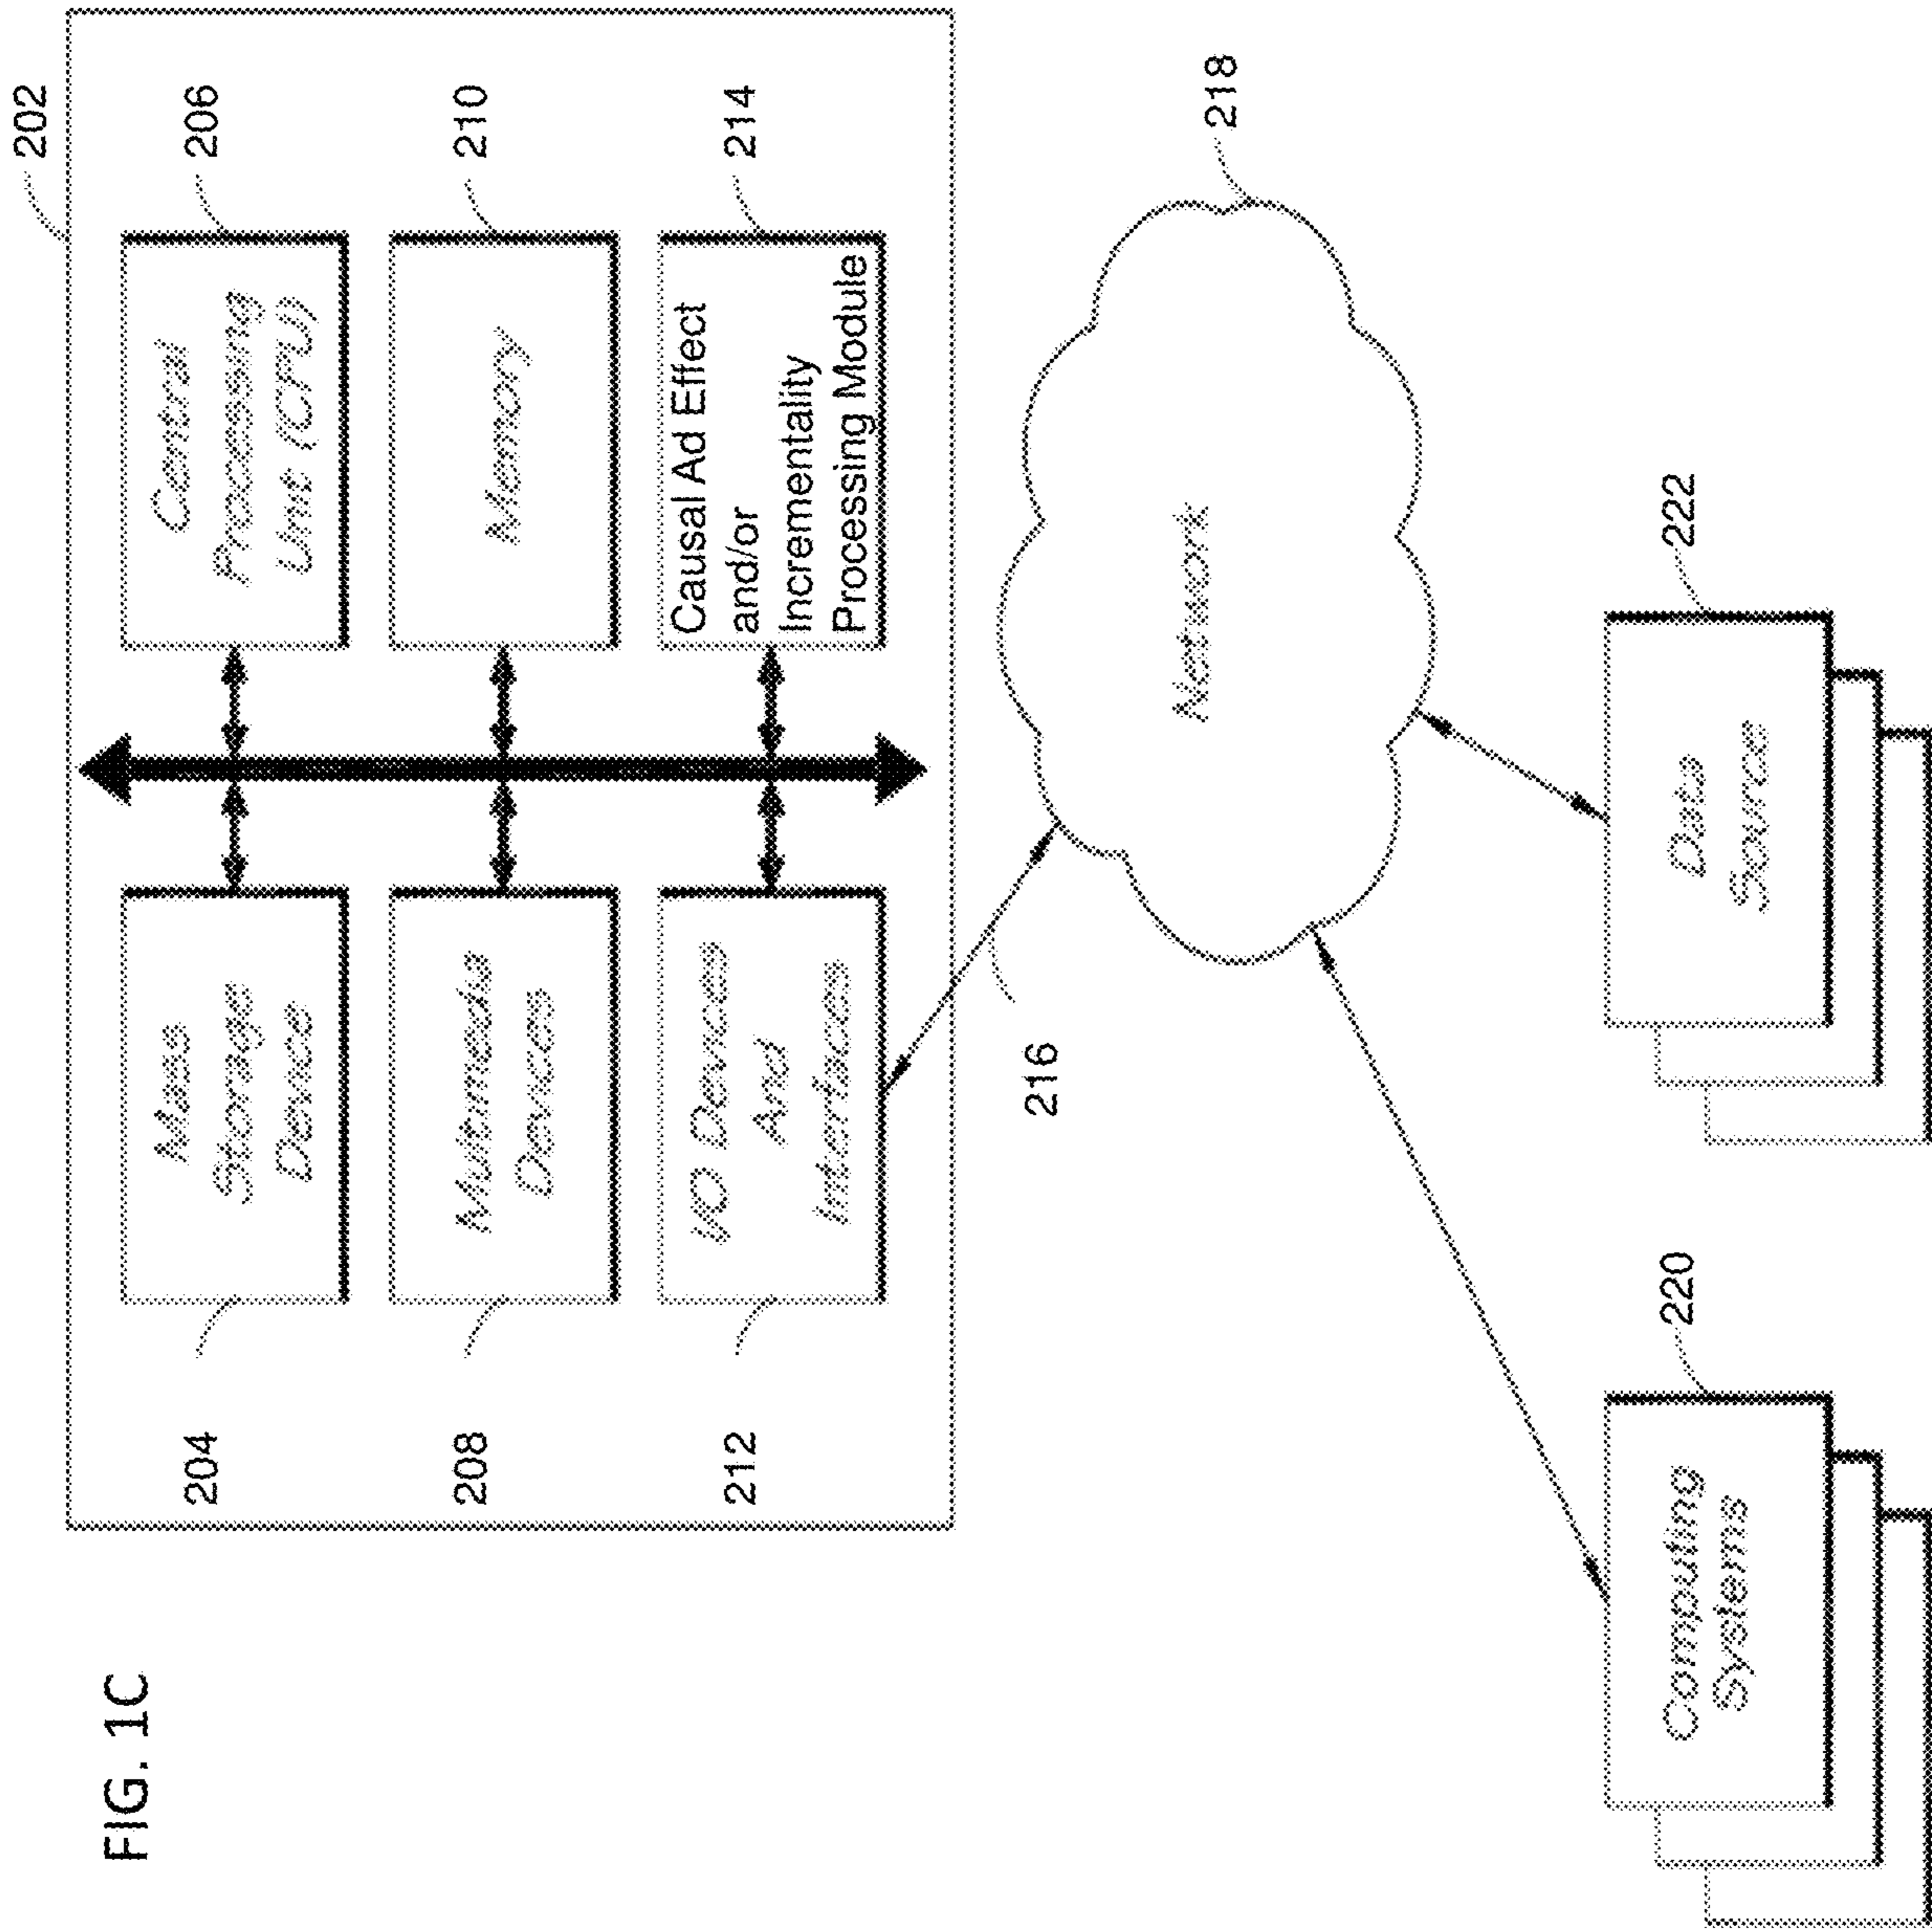 FIG. 1C
202
204
Mass
Storage
Device
Central
Processing
Unit (CPU)
206
208
Multimedia
Devices
Memory
210
212
I/O Devices
And
Interfaces
Causal Ad Effect
and/or
Incrementality
Processing Module
214
216
Network
218
220
Computing
Systems
222
Data
Source